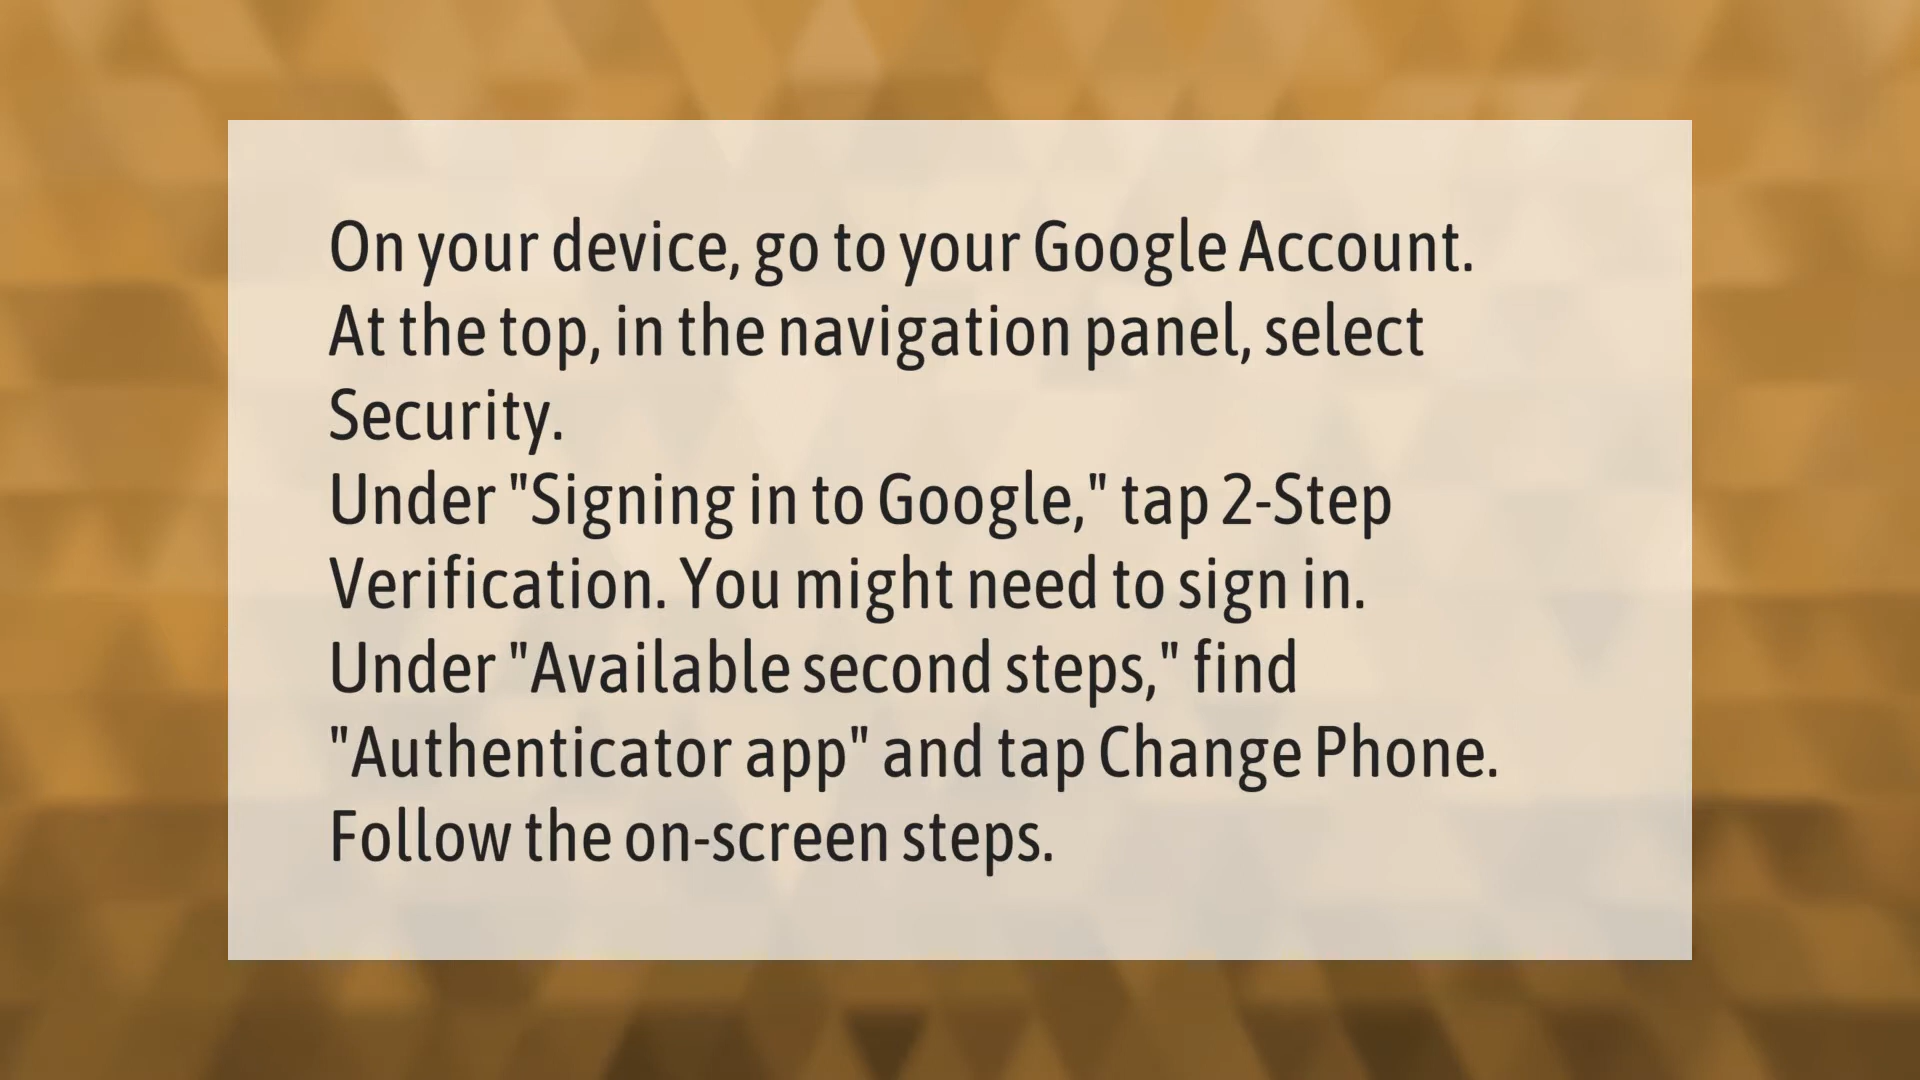 On your device, go to your Google Account.
At the top, in the navigation panel, select
Security.
Under "Signing in to Google," tap 2-Step
Verification. You might need to sign in.
Under "Available second steps," find
"Authenticator app" and tap Change Phone.
Follow the on-screen steps.